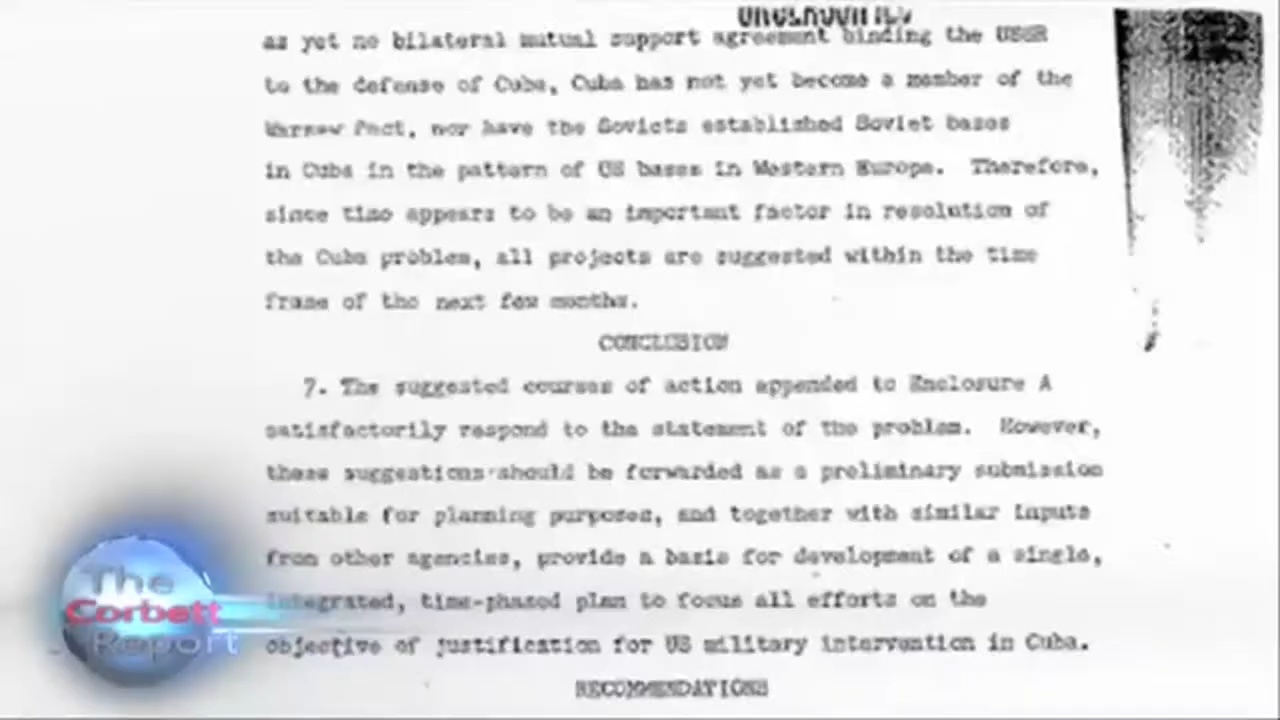 UNCLASSIFIED
as yet no bilateral mutual support agreement binding the USSR
to the defense of Cuba, Cuba has not yet become a member of the
Warsaw Pact, nor have the Soviets established Soviet bases
in Cuba in the pattern of US bases in Western Europe. Therefore,
since time appears to be an important factor in resolution of
the Cuba problem, all projects are suggested within the time
frame of the next few months.
CONCLUSION
7. The suggested courses of action appended to Enclosure A
satisfactorily respond to the statement of the problem. However,
these suggestions should be forwarded as a preliminary submission
suitable for planning purposes, and together with similar inputs
from other agencies, provide a basis for development of a single,
integrated, time-phased plan to focus all efforts on the
objective of justification for US military intervention in Cuba.
RECOMMENDATIONS
The
Corbett
Report